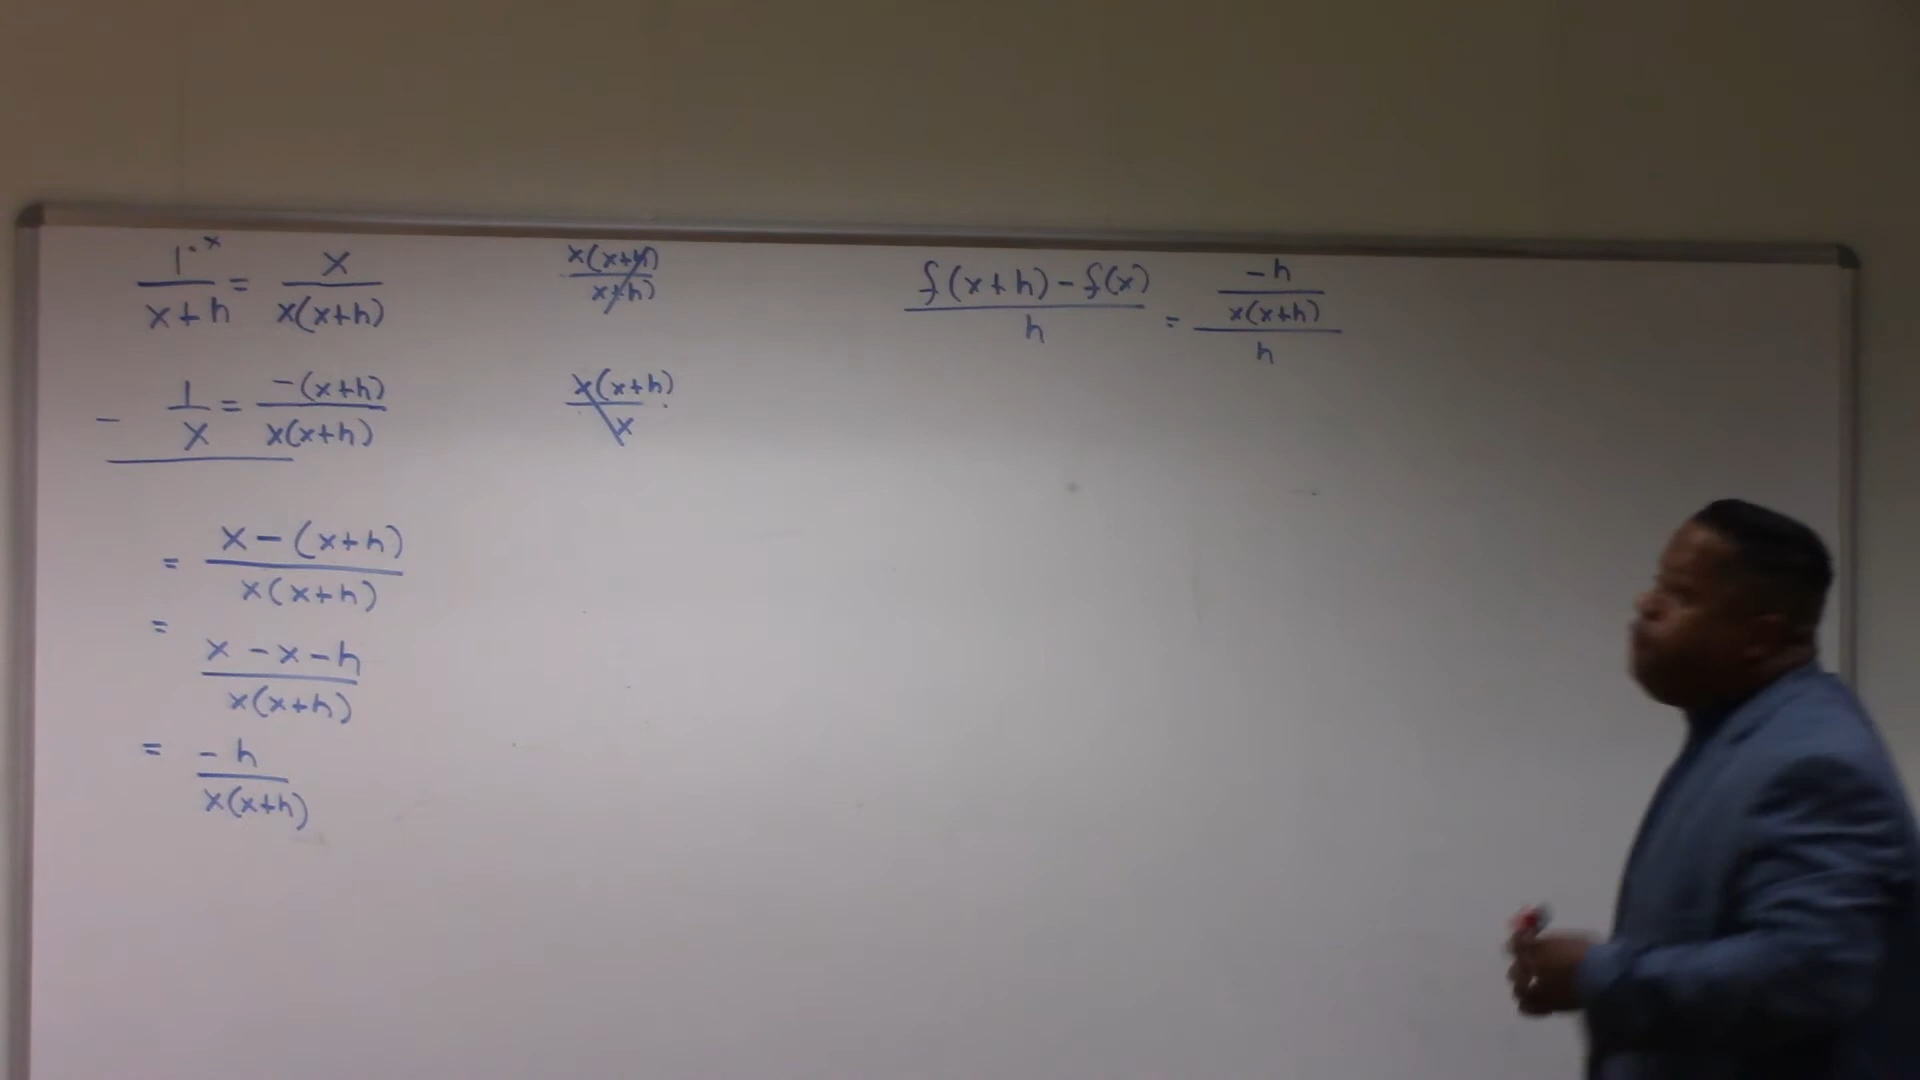 1·x / x+h = x / x(x+h)
- 1 / x = -(x+h) / x(x+h)
= x-(x+h) / x(x+h)
= x-x-h / x(x+h)
= -h / x(x+h)
x(x+h) / x+h)
x(x+h) / x
f(x+h)-f(x) / h = -h / x(x+h) / h